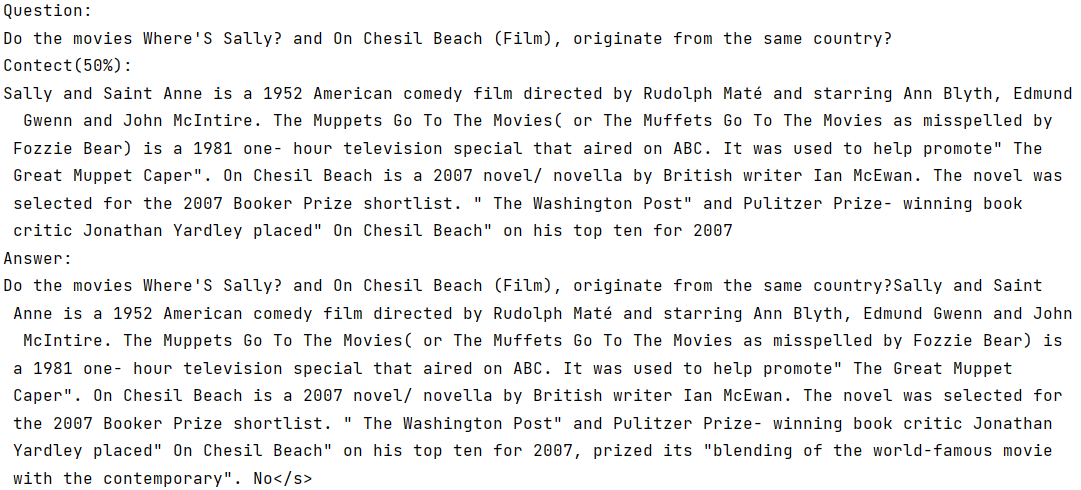 Question:
Do the movies Where'S Sally? and On Chesil Beach (Film), originate from the same country?
Contect(50%):
Sally and Saint Anne is a 1952 American comedy film directed by Rudolph Maté and starring Ann Blyth, Edmund
Gwenn and John McIntire. The Muppets Go To The Movies( or The Muffets Go To The Movies as misspelled by
Fozzie Bear) is a 1981 one- hour television special that aired on ABC. It was used to help promote" The
Great Muppet Caper". On Chesil Beach is a 2007 novel/ novella by British writer Ian McEwan. The novel was
selected for the 2007 Booker Prize shortlist. " The Washington Post" and Pulitzer Prize- winning book
critic Jonathan Yardley placed" On Chesil Beach" on his top ten for 2007
Answer:
Do the movies Where'S Sally? and On Chesil Beach (Film), originate from the same country?Sally and Saint
Anne is a 1952 American comedy film directed by Rudolph Maté and starring Ann Blyth, Edmund Gwenn and John
McIntire. The Muppets Go To The Movies( or The Muffets Go To The Movies as misspelled by Fozzie Bear) is
a 1981 one- hour television special that aired on ABC. It was used to help promote" The Great Muppet
Caper". On Chesil Beach is a 2007 novel/ novella by British writer Ian McEwan. The novel was selected for
the 2007 Booker Prize shortlist. " The Washington Post" and Pulitzer Prize- winning book critic Jonathan
Yardley placed" On Chesil Beach" on his top ten for 2007, prized its "blending of the world-famous movie
with the contemporary". No</s>